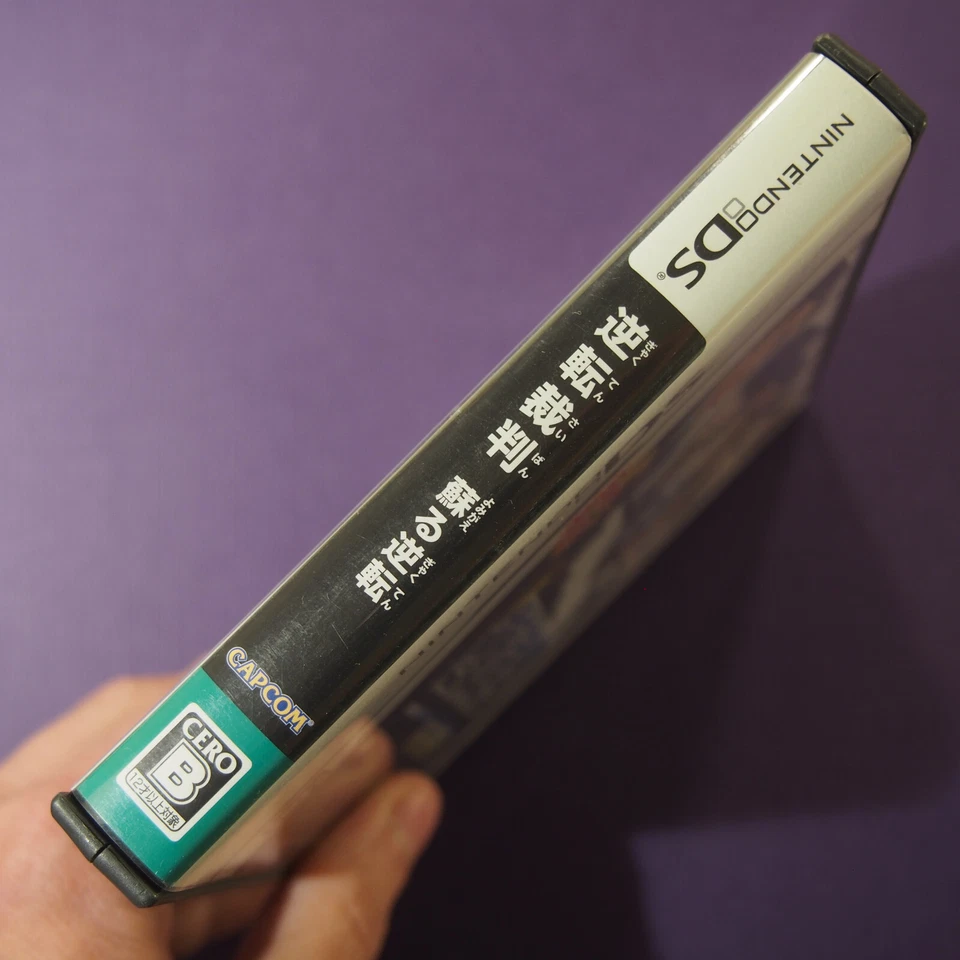 NINTENDO DS®
逆転裁判 蘇る逆転
ぎゃく てん さい ばん よみがえ ぎゃく てん
CAPCOM®
CERO
B
12才以上対象